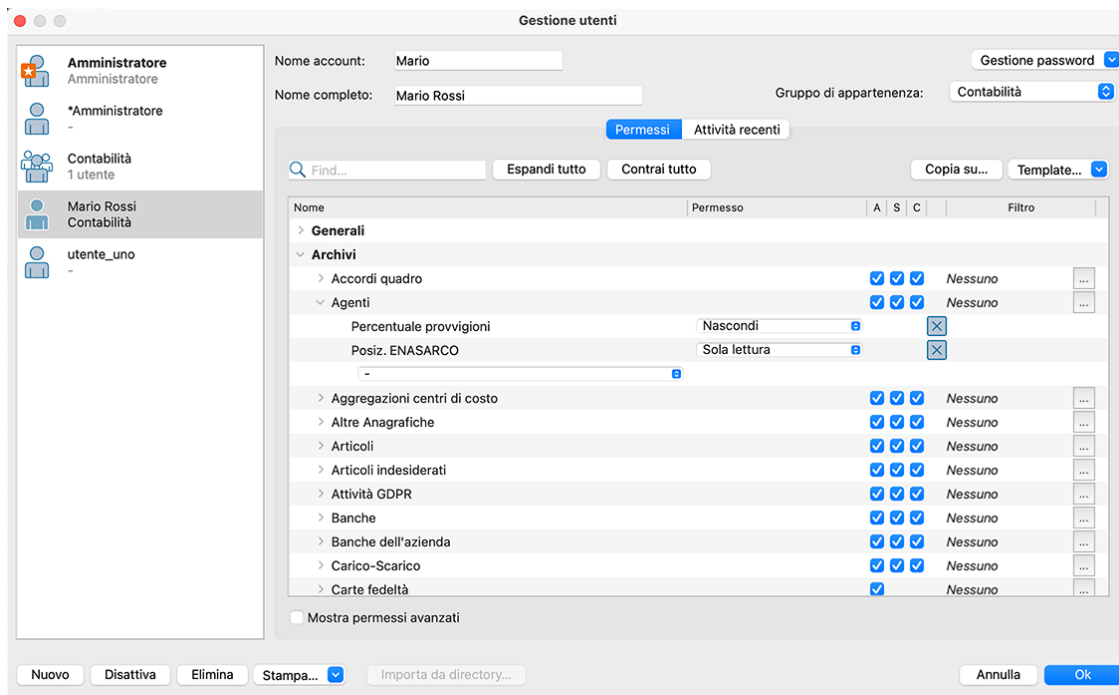 Gestione utenti
Amministratore
Amministratore
*Amministratore
-
Contabilità
1 utente
Mario Rossi
Contabilità
utente_uno
-
Nome account: Mario Gestione password
Nome completo: Mario Rossi Gruppo di appartenenza: Contabilità
Permessi Attività recenti
Find... Espandi tutto Contrai tutto Copia su... Template...
Nome Permesso A S C Filtro
Generali
Archivi
Accordi quadro Nessuno ...
Agenti Nessuno ...
Percentuale provvigioni Nascondi
Posiz. ENASARCO Sola lettura
-
Aggregazioni centri di costo Nessuno ...
Altre Anagrafiche Nessuno ...
Articoli Nessuno ...
Articoli indesiderati Nessuno ...
Attività GDPR Nessuno ...
Banche Nessuno ...
Banche dell'azienda Nessuno ...
Carico-Scarico Nessuno ...
Carte fedeltà Nessuno ...
Mostra permessi avanzati
Nuovo Disattiva Elimina Stampa... Importa da directory... Annulla Ok